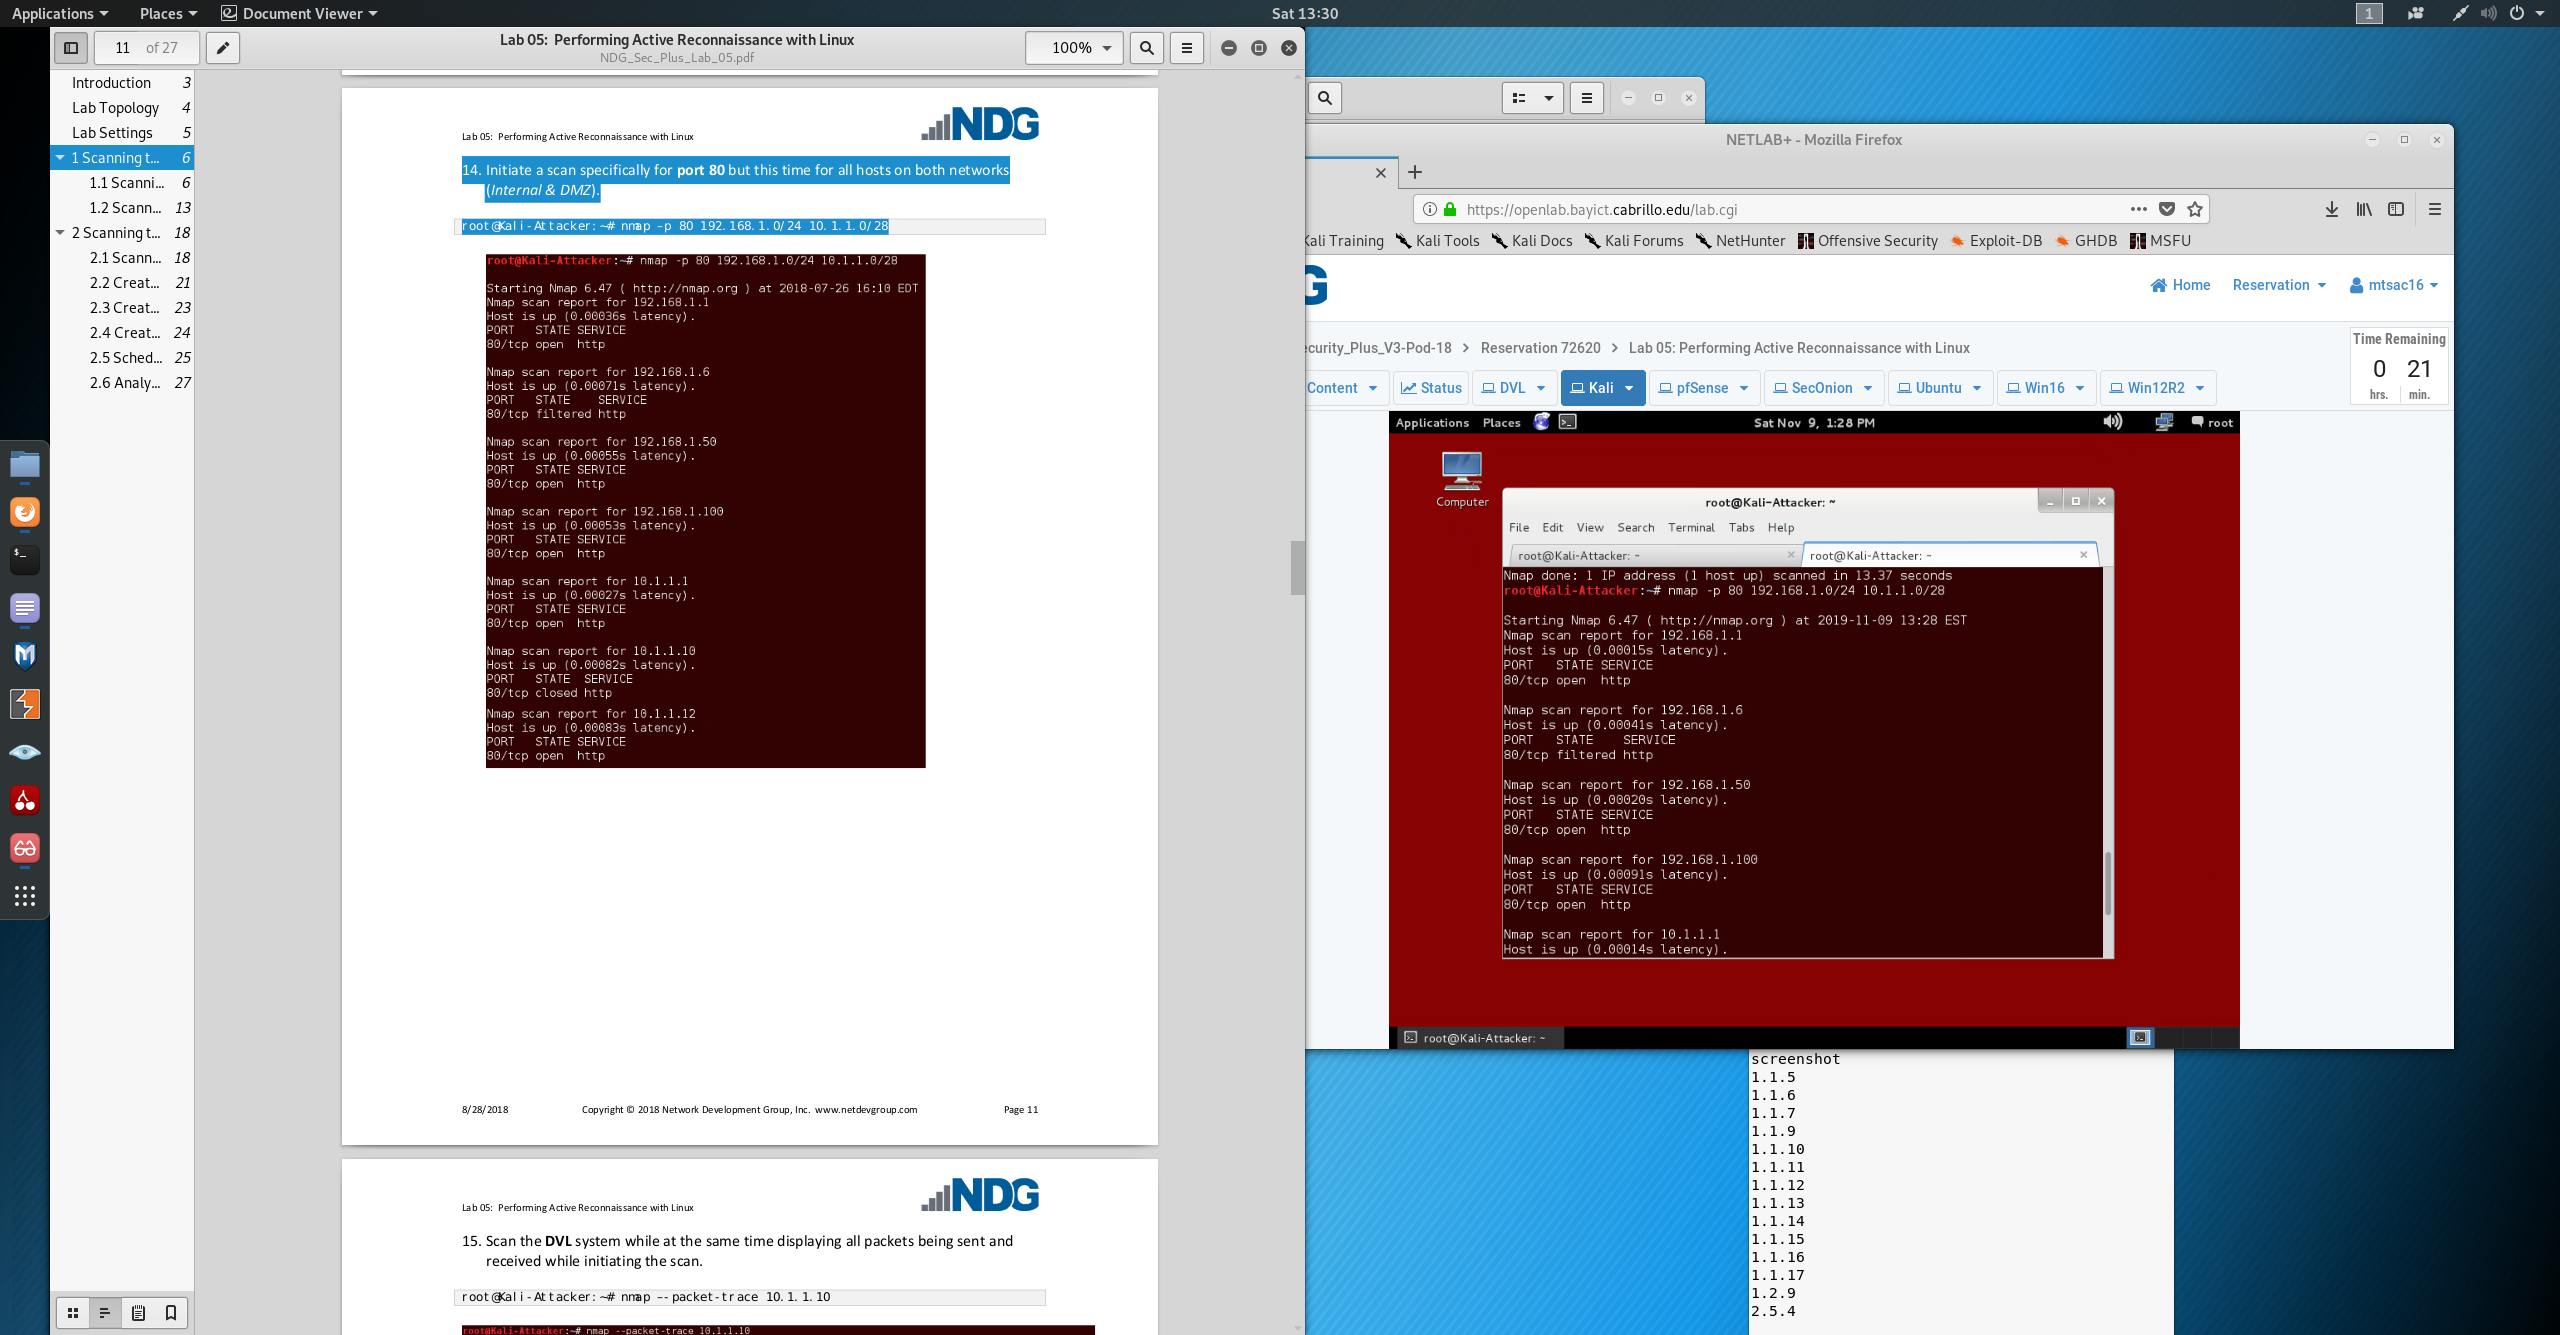 Applications Places Document Viewer Sat 13:30 1
11 of 27 Lab 05: Performing Active Reconnaissance with Linux 100%
NDG_Sec_Plus_Lab_05.pdf
Introduction 3
Lab Topology 4
Lab Settings 5
1 Scanning t... 6
1.1 Scanni... 6
1.2 Scann... 13
2 Scanning t... 18
2.1 Scann... 18
2.2 Creat... 21
2.3 Creat... 23
2.4 Creat... 24
2.5 Sched... 25
2.6 Analy... 27
Lab 05: Performing Active Reconnaissance with Linux NDG
14. Initiate a scan specifically for port 80 but this time for all hosts on both networks
(Internal & DMZ).
root@Kali-Attacker:~# nmap -p 80 192.168.1.0/24 10.1.1.0/28
root@Kali-Attacker:~# nmap -p 80 192.168.1.0/24 10.1.1.0/28
Starting Nmap 6.47 ( http://nmap.org ) at 2018-07-26 16:10 EDT
Nmap scan report for 192.168.1.1
Host is up (0.00036s latency).
PORT STATE SERVICE
80/tcp open http
Nmap scan report for 192.168.1.6
Host is up (0.00071s latency).
PORT STATE SERVICE
80/tcp filtered http
Nmap scan report for 192.168.1.50
Host is up (0.00055s latency).
PORT STATE SERVICE
80/tcp open http
Nmap scan report for 192.168.1.100
Host is up (0.00053s latency).
PORT STATE SERVICE
80/tcp open http
Nmap scan report for 10.1.1.1
Host is up (0.00027s latency).
PORT STATE SERVICE
80/tcp open http
Nmap scan report for 10.1.1.10
Host is up (0.00082s latency).
PORT STATE SERVICE
80/tcp closed http
Nmap scan report for 10.1.1.12
Host is up (0.00083s latency).
PORT STATE SERVICE
80/tcp open http
8/28/2018 Copyright © 2018 Network Development Group, Inc. www.netdevgroup.com Page 11
Lab 05: Performing Active Reconnaissance with Linux NDG
15. Scan the DVL system while at the same time displaying all packets being sent and
received while initiating the scan.
root@Kali-Attacker:~# nmap --packet-trace 10.1.1.10
root@Kali-Attacker:~# nmap --packet-trace 10.1.1.10
NETLAB+ - Mozilla Firefox
https://openlab.bayict.cabrillo.edu/lab.cgi
Kali Training Kali Tools Kali Docs Kali Forums NetHunter Offensive Security Exploit-DB GHDB MSFU
G Home Reservation mtsac16
ecurity_Plus_V3-Pod-18 > Reservation 72620 > Lab 05: Performing Active Reconnaissance with Linux
Time Remaining
0 21
hrs. min.
Content Status DVL Kali pfSense SecOnion Ubuntu Win16 Win12R2
Applications Places Sat Nov 9, 1:28 PM root
Computer
root@Kali-Attacker: ~
File Edit View Search Terminal Tabs Help
root@Kali-Attacker: ~ root@Kali-Attacker: ~
Nmap done: 1 IP address (1 host up) scanned in 13.37 seconds
root@Kali-Attacker:~# nmap -p 80 192.168.1.0/24 10.1.1.0/28
Starting Nmap 6.47 ( http://nmap.org ) at 2019-11-09 13:28 EST
Nmap scan report for 192.168.1.1
Host is up (0.00015s latency).
PORT STATE SERVICE
80/tcp open http
Nmap scan report for 192.168.1.6
Host is up (0.00041s latency).
PORT STATE SERVICE
80/tcp filtered http
Nmap scan report for 192.168.1.50
Host is up (0.00020s latency).
PORT STATE SERVICE
80/tcp open http
Nmap scan report for 192.168.1.100
Host is up (0.00091s latency).
PORT STATE SERVICE
80/tcp open http
Nmap scan report for 10.1.1.1
Host is up (0.00014s latency).
root@Kali-Attacker: ~
screenshot
1.1.5
1.1.6
1.1.7
1.1.9
1.1.10
1.1.11
1.1.12
1.1.13
1.1.14
1.1.15
1.1.16
1.1.17
1.2.9
2.5.4